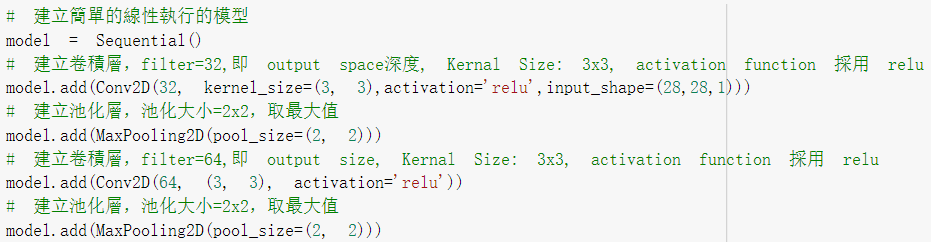 # 建立簡單的線性執行的模型
model = Sequential()
# 建立卷積層，filter=32,即 output space深度, Kernal Size: 3x3, activation function 採用 relu
model.add(Conv2D(32, kernel_size=(3, 3),activation='relu',input_shape=(28,28,1)))
# 建立池化層，池化大小=2x2，取最大值
model.add(MaxPooling2D(pool_size=(2, 2)))
# 建立卷積層，filter=64,即 output size, Kernal Size: 3x3, activation function 採用 relu
model.add(Conv2D(64, (3, 3), activation='relu'))
# 建立池化層，池化大小=2x2，取最大值
model.add(MaxPooling2D(pool_size=(2, 2)))